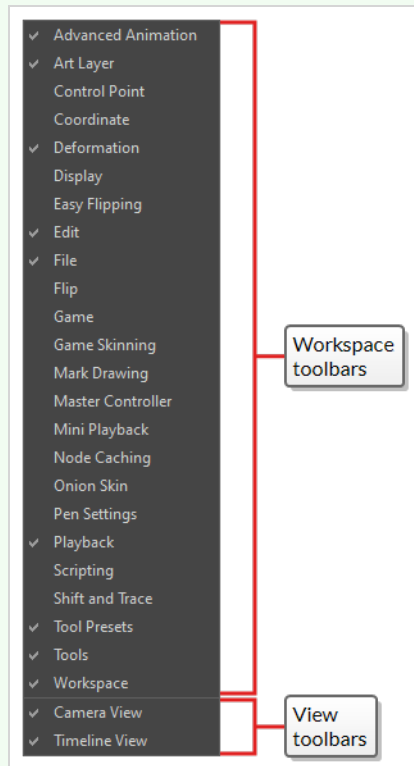 Advanced Animation
Art Layer
Control Point
Coordinate
Deformation
Display
Easy Flipping
Edit
File
Flip
Game
Game Skinning
Mark Drawing
Master Controller
Mini Playback
Node Caching
Onion Skin
Pen Settings
Playback
Scripting
Shift and Trace
Tool Presets
Tools
Workspace
Camera View
Timeline View
Workspace
toolbars
View
toolbars